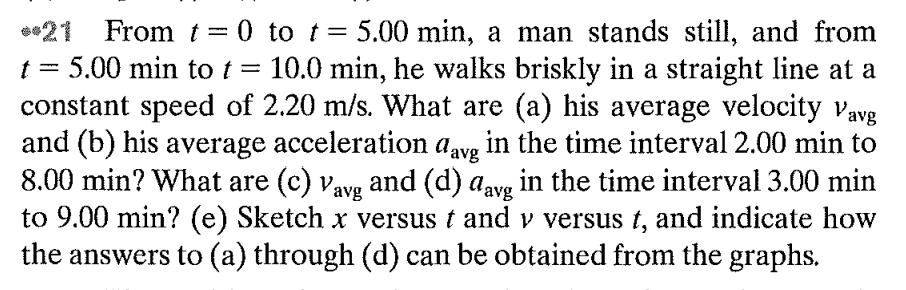 ••21 From t = 0 to t = 5.00 min, a man stands still, and from
t = 5.00 min to t = 10.0 min, he walks briskly in a straight line at a
constant speed of 2.20 m/s. What are (a) his average velocity vavg
and (b) his average acceleration aavg in the time interval 2.00 min to
8.00 min? What are (c) vavg and (d) aavg in the time interval 3.00 min
to 9.00 min? (e) Sketch x versus t and v versus t, and indicate how
the answers to (a) through (d) can be obtained from the graphs.